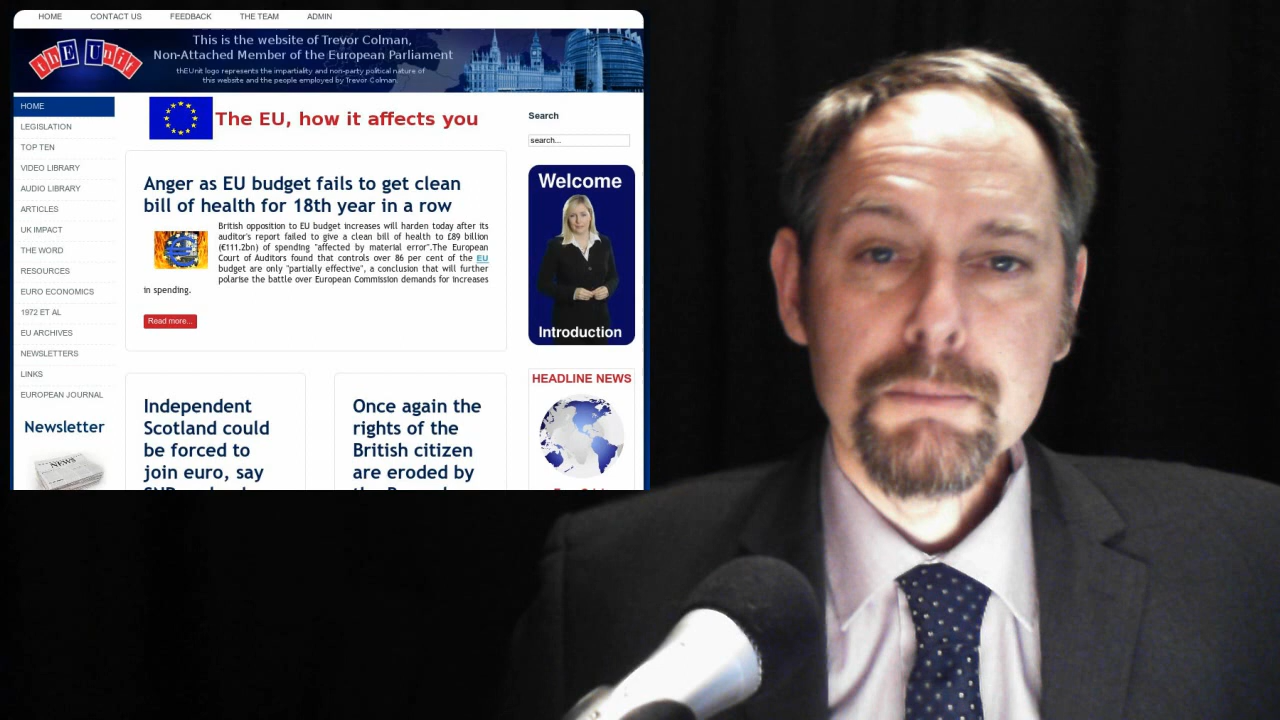 HOME CONTACT US FEEDBACK THE TEAM ADMIN
thEUnit
This is the website of Trevor Colman,
Non-Attached Member of the European Parliament
thEUnit logo represents the impartiality and non-party political nature of
this website and the people employed by Trevor Colman.
HOME
LEGISLATION
TOP TEN
VIDEO LIBRARY
AUDIO LIBRARY
ARTICLES
UK IMPACT
THE WORD
RESOURCES
EURO ECONOMICS
1972 ET AL
EU ARCHIVES
NEWSLETTERS
LINKS
EUROPEAN JOURNAL
Newsletter
NEWS
The EU, how it affects you
Anger as EU budget fails to get clean
bill of health for 18th year in a row
British opposition to EU budget increases will harden today after its
auditor's report failed to give a clean bill of health to £89 billion
(€111.2bn) of spending "affected by material error".The European
Court of Auditors found that controls over 86 per cent of the EU
budget are only "partially effective", a conclusion that will further
polarise the battle over European Commission demands for increases
in spending.
Read more...
Independent
Scotland could
be forced to
join euro, say
Once again the
rights of the
British citizen
are eroded by
Search
search...
Welcome
Introduction
HEADLINE NEWS